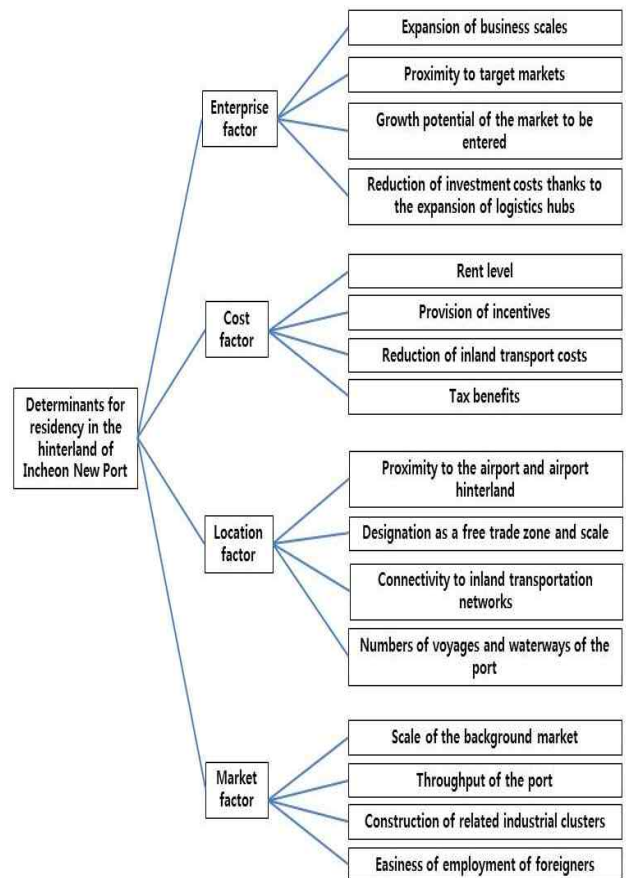 Determinants for
residency in the
hinterland of
Incheon New Port
Enterprise
factor
Expansion of business scales
Proximity to target markets
Growth potential of the market to be
entered
Reduction of investment costs thanks to
the expansion of logistics hubs
Cost
factor
Rent level
Provision of incentives
Reduction of inland transport costs
Tax benefits
Location
factor
Proximity to the airport and airport
hinterland
Designation as a free trade zone and scale
Connectivity to inland transportation
networks
Numbers of voyages and waterways of the
port
Market
factor
Scale of the background market
Throughput of the port
Construction of related industrial clusters
Easiness of employment of foreigners